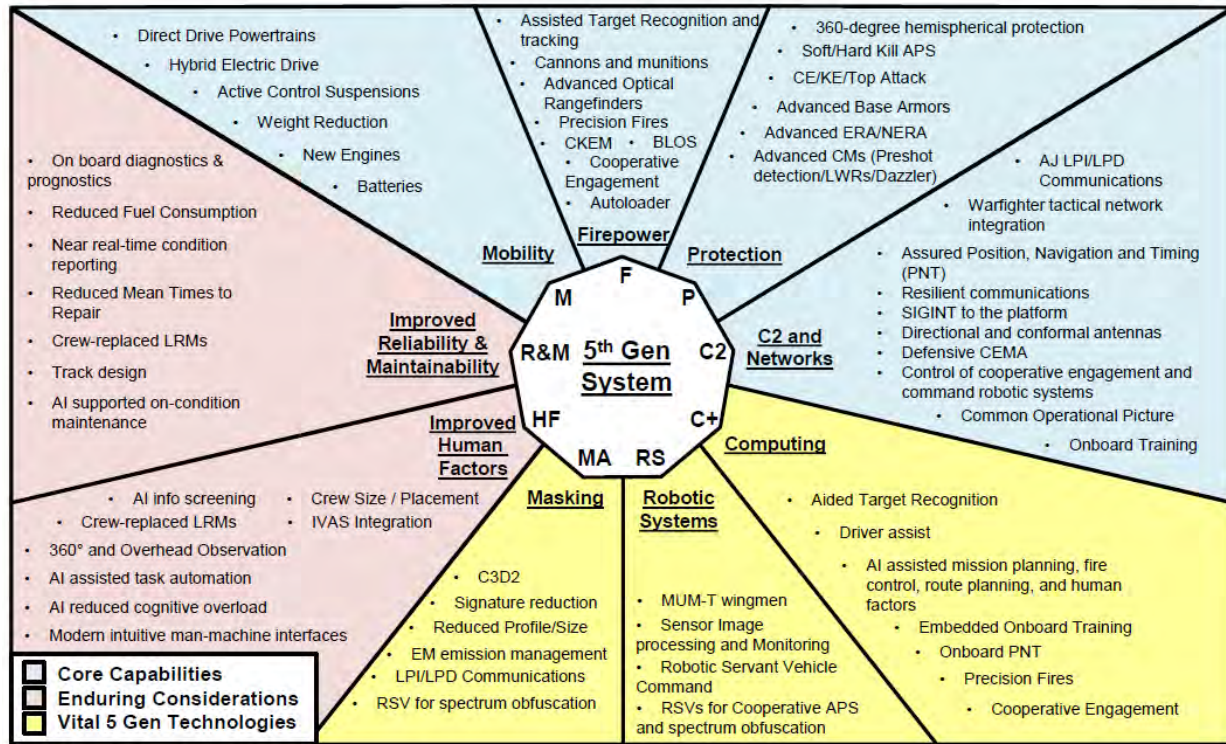 • Direct Drive Powertrains
• Hybrid Electric Drive
• Active Control Suspensions
• Weight Reduction
• New Engines
• Batteries
Mobility
• Assisted Target Recognition and
tracking
• Cannons and munitions
• Advanced Optical
Rangefinders
• Precision Fires
• CKEM • BLOS
• Cooperative
Engagement
• Autoloader
Firepower
• 360-degree hemispherical protection
• Soft/Hard Kill APS
• CE/KE/Top Attack
• Advanced Base Armors
• Advanced ERA/NERA
• Advanced CMs (Preshot
detection/LWRs/Dazzler)
Protection
• AJ LPI/LPD
Communications
• Warfighter tactical network
integration
• Assured Position, Navigation and Timing
(PNT)
• Resilient communications
• SIGINT to the platform
• Directional and conformal antennas
• Defensive CEMA
• Control of cooperative engagement and
command robotic systems
• Common Operational Picture
• Onboard Training
C2 and
Networks
• On board diagnostics &
prognostics
• Reduced Fuel Consumption
• Near real-time condition
reporting
• Reduced Mean Times to
Repair
• Crew-replaced LRMs
• Track design
• AI supported on-condition
maintenance
Improved
Reliability &
Maintainability
F
M
P
R&M
5th Gen
System
C2
HF
C+
MA
RS
Improved
Human
Factors
• AI info screening • Crew Size / Placement
• Crew-replaced LRMs • IVAS Integration
• 360° and Overhead Observation
• AI assisted task automation
• AI reduced cognitive overload
• Modern intuitive man-machine interfaces
Masking
• C3D2
• Signature reduction
• Reduced Profile/Size
• EM emission management
• LPI/LPD Communications
• RSV for spectrum obfuscation
Robotic
Systems
• MUM-T wingmen
• Sensor Image
processing and Monitoring
• Robotic Servant Vehicle
Command
• RSVs for Cooperative APS
and spectrum obfuscation
Computing
• Aided Target Recognition
• Driver assist
• AI assisted mission planning, fire
control, route planning, and human
factors
• Embedded Onboard Training
• Onboard PNT
• Precision Fires
• Cooperative Engagement
Core Capabilities
Enduring Considerations
Vital 5 Gen Technologies